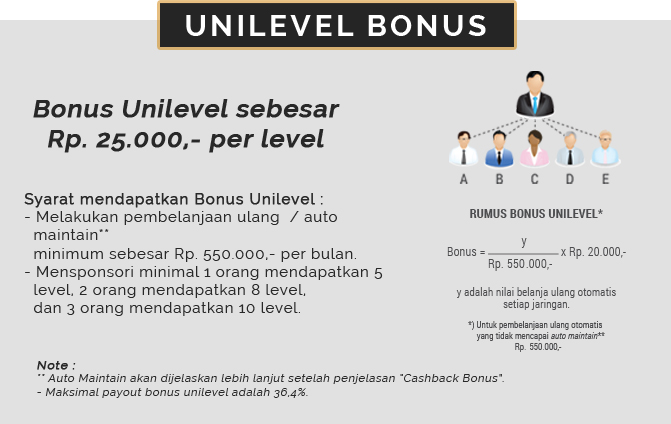 UNILEVEL BONUS
Bonus Unilevel sebesar
Rp. 25.000,- per level
Syarat mendapatkan Bonus Unilevel :
- Melakukan pembelanjaan ulang / auto
maintain**
minimum sebesar Rp. 550.000,- per bulan.
- Mensponsori minimal 1 orang mendapatkan 5
level, 2 orang mendapatkan 8 level,
dan 3 orang mendapatkan 10 level.
A B C D E
RUMUS BONUS UNILEVEL*
y
Bonus = x Rp. 20.000,-
Rp. 550.000,-
y adalah nilai belanja ulang otomatis
setiap jaringan.
*) Untuk pembelanjaan ulang otomatis
yang tidak mencapai auto maintain**
Rp. 550.000,-
Note :
** Auto Maintain akan dijelaskan lebih lanjut setelah penjelasan "Cashback Bonus".
- Maksimal payout bonus unilevel adalah 36,4%.